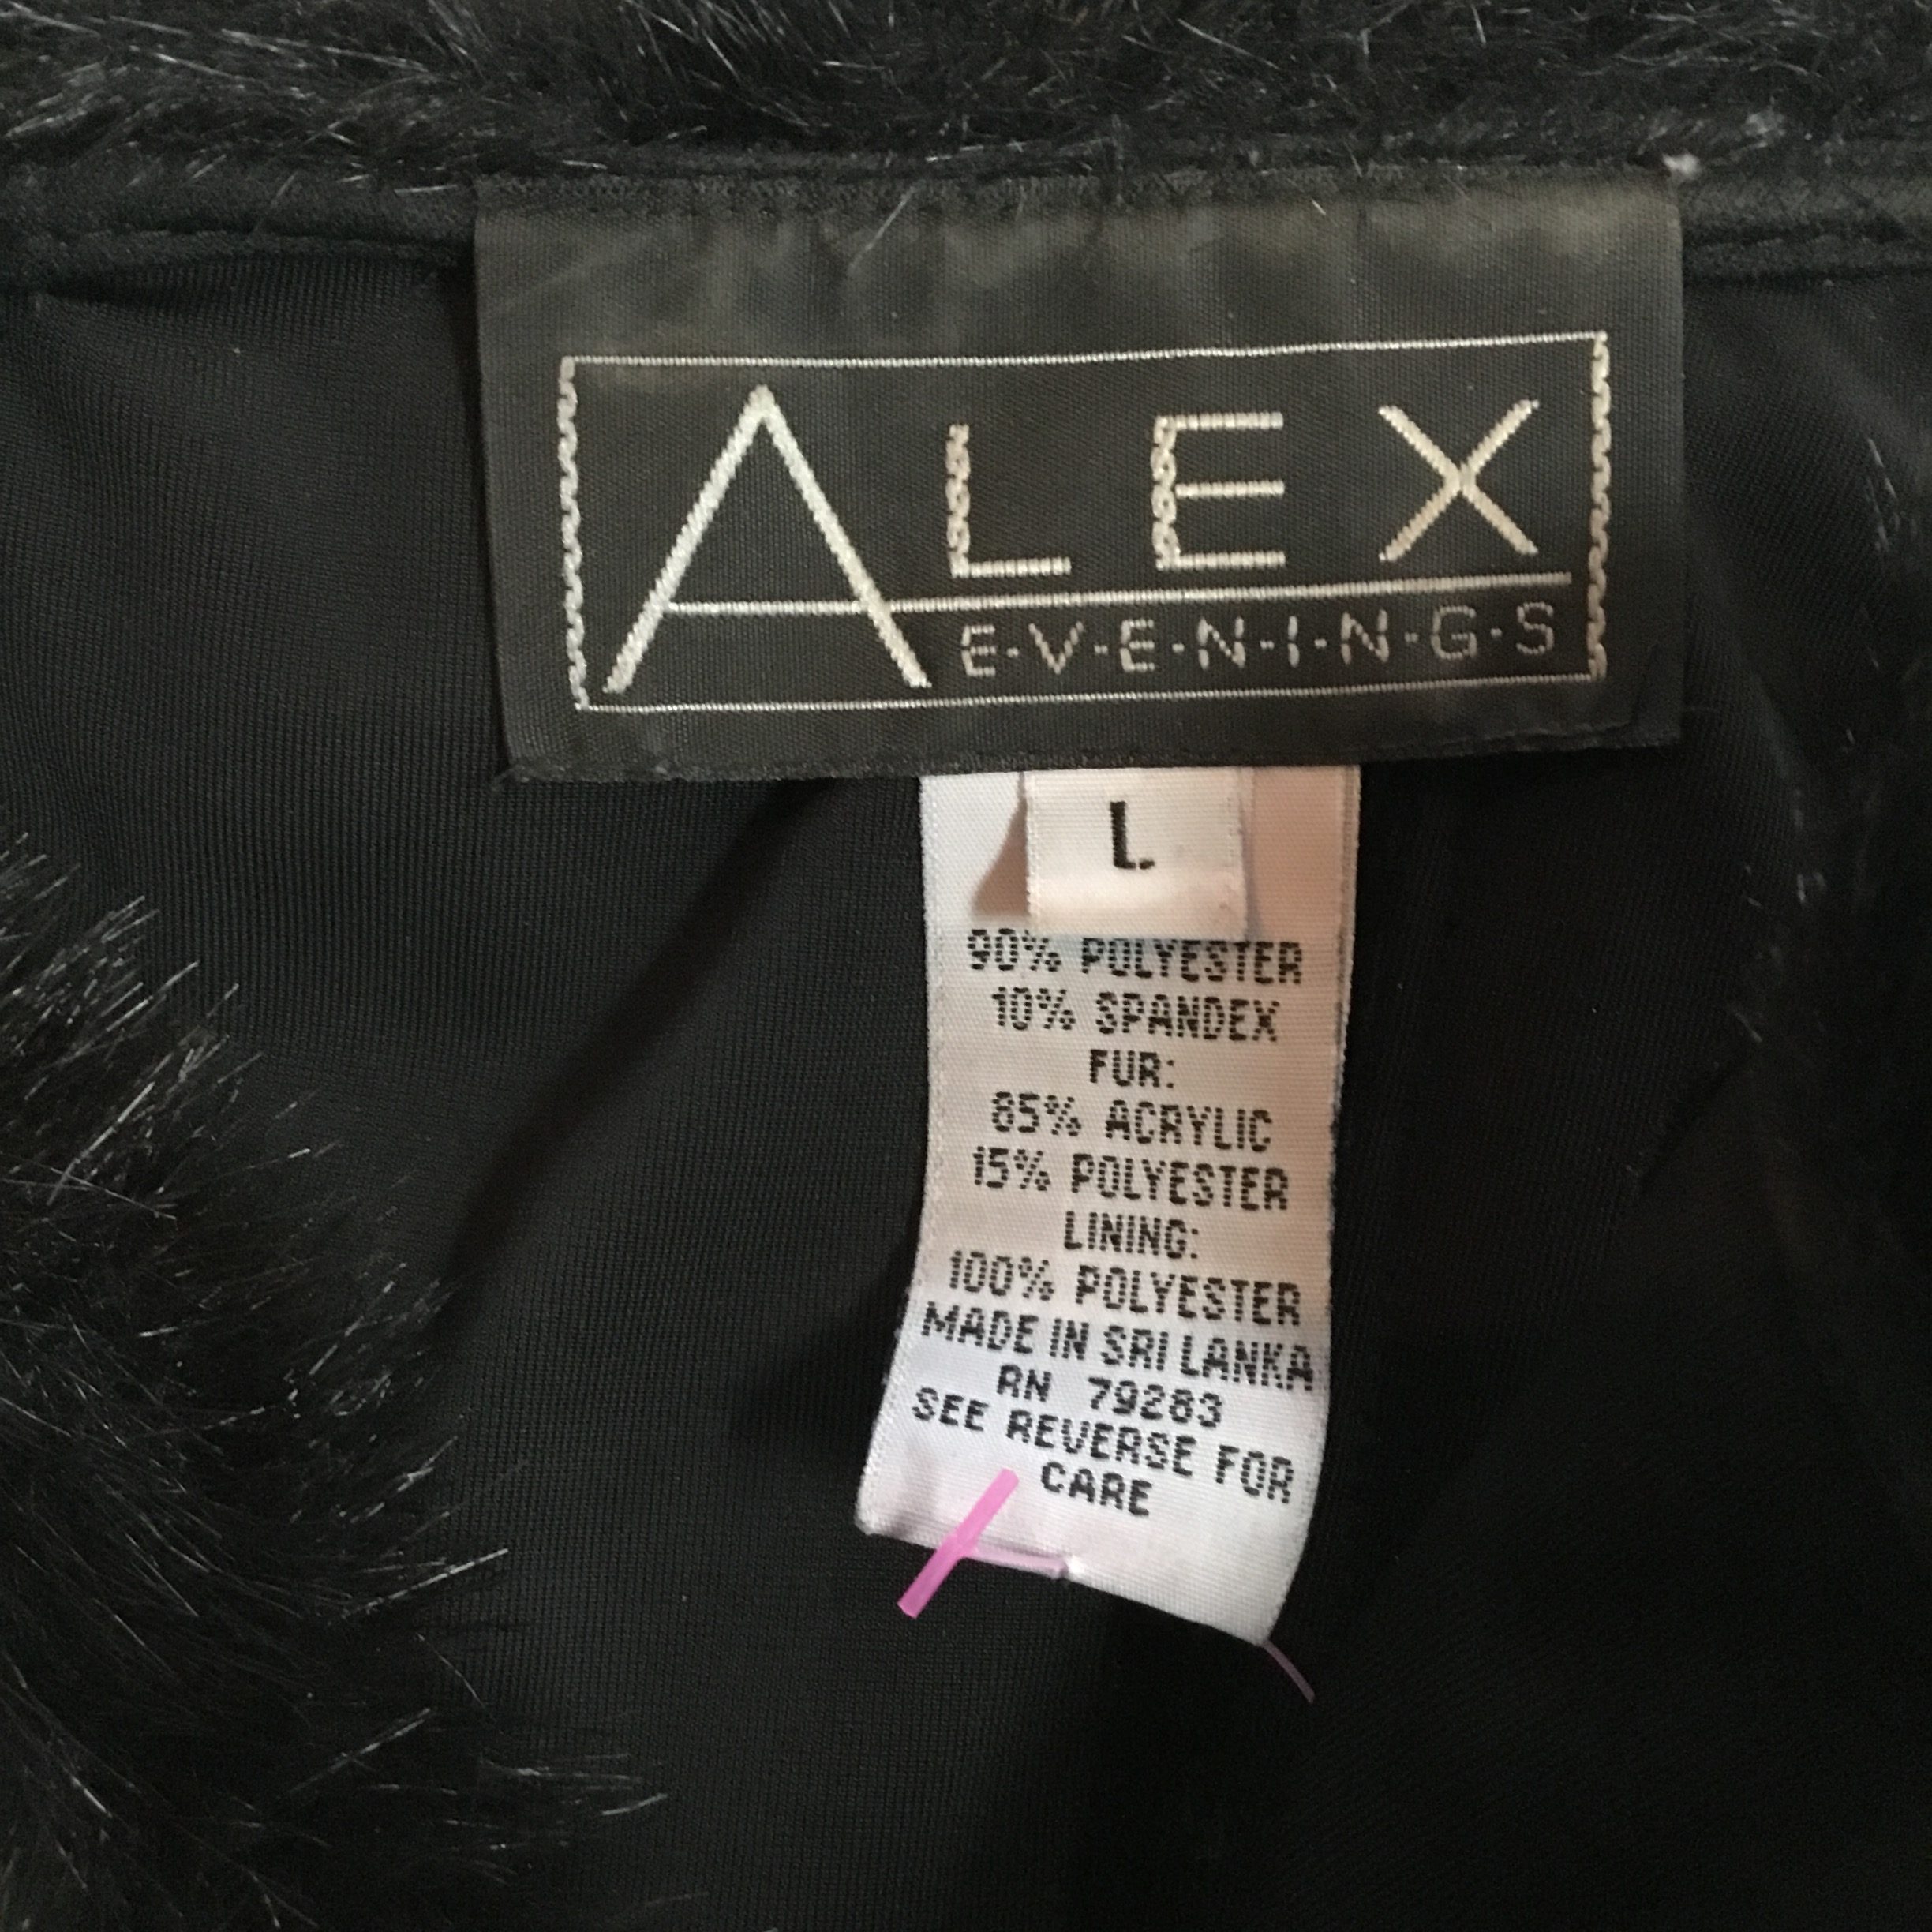 ALEX
E·V·E·N·I·N·G·S
L
90% POLYESTER
10% SPANDEX
FUR:
85% ACRYLIC
15% POLYESTER
LINING:
100% POLYESTER
MADE IN SRI LANKA
RN 79283
SEE REVERSE FOR
CARE